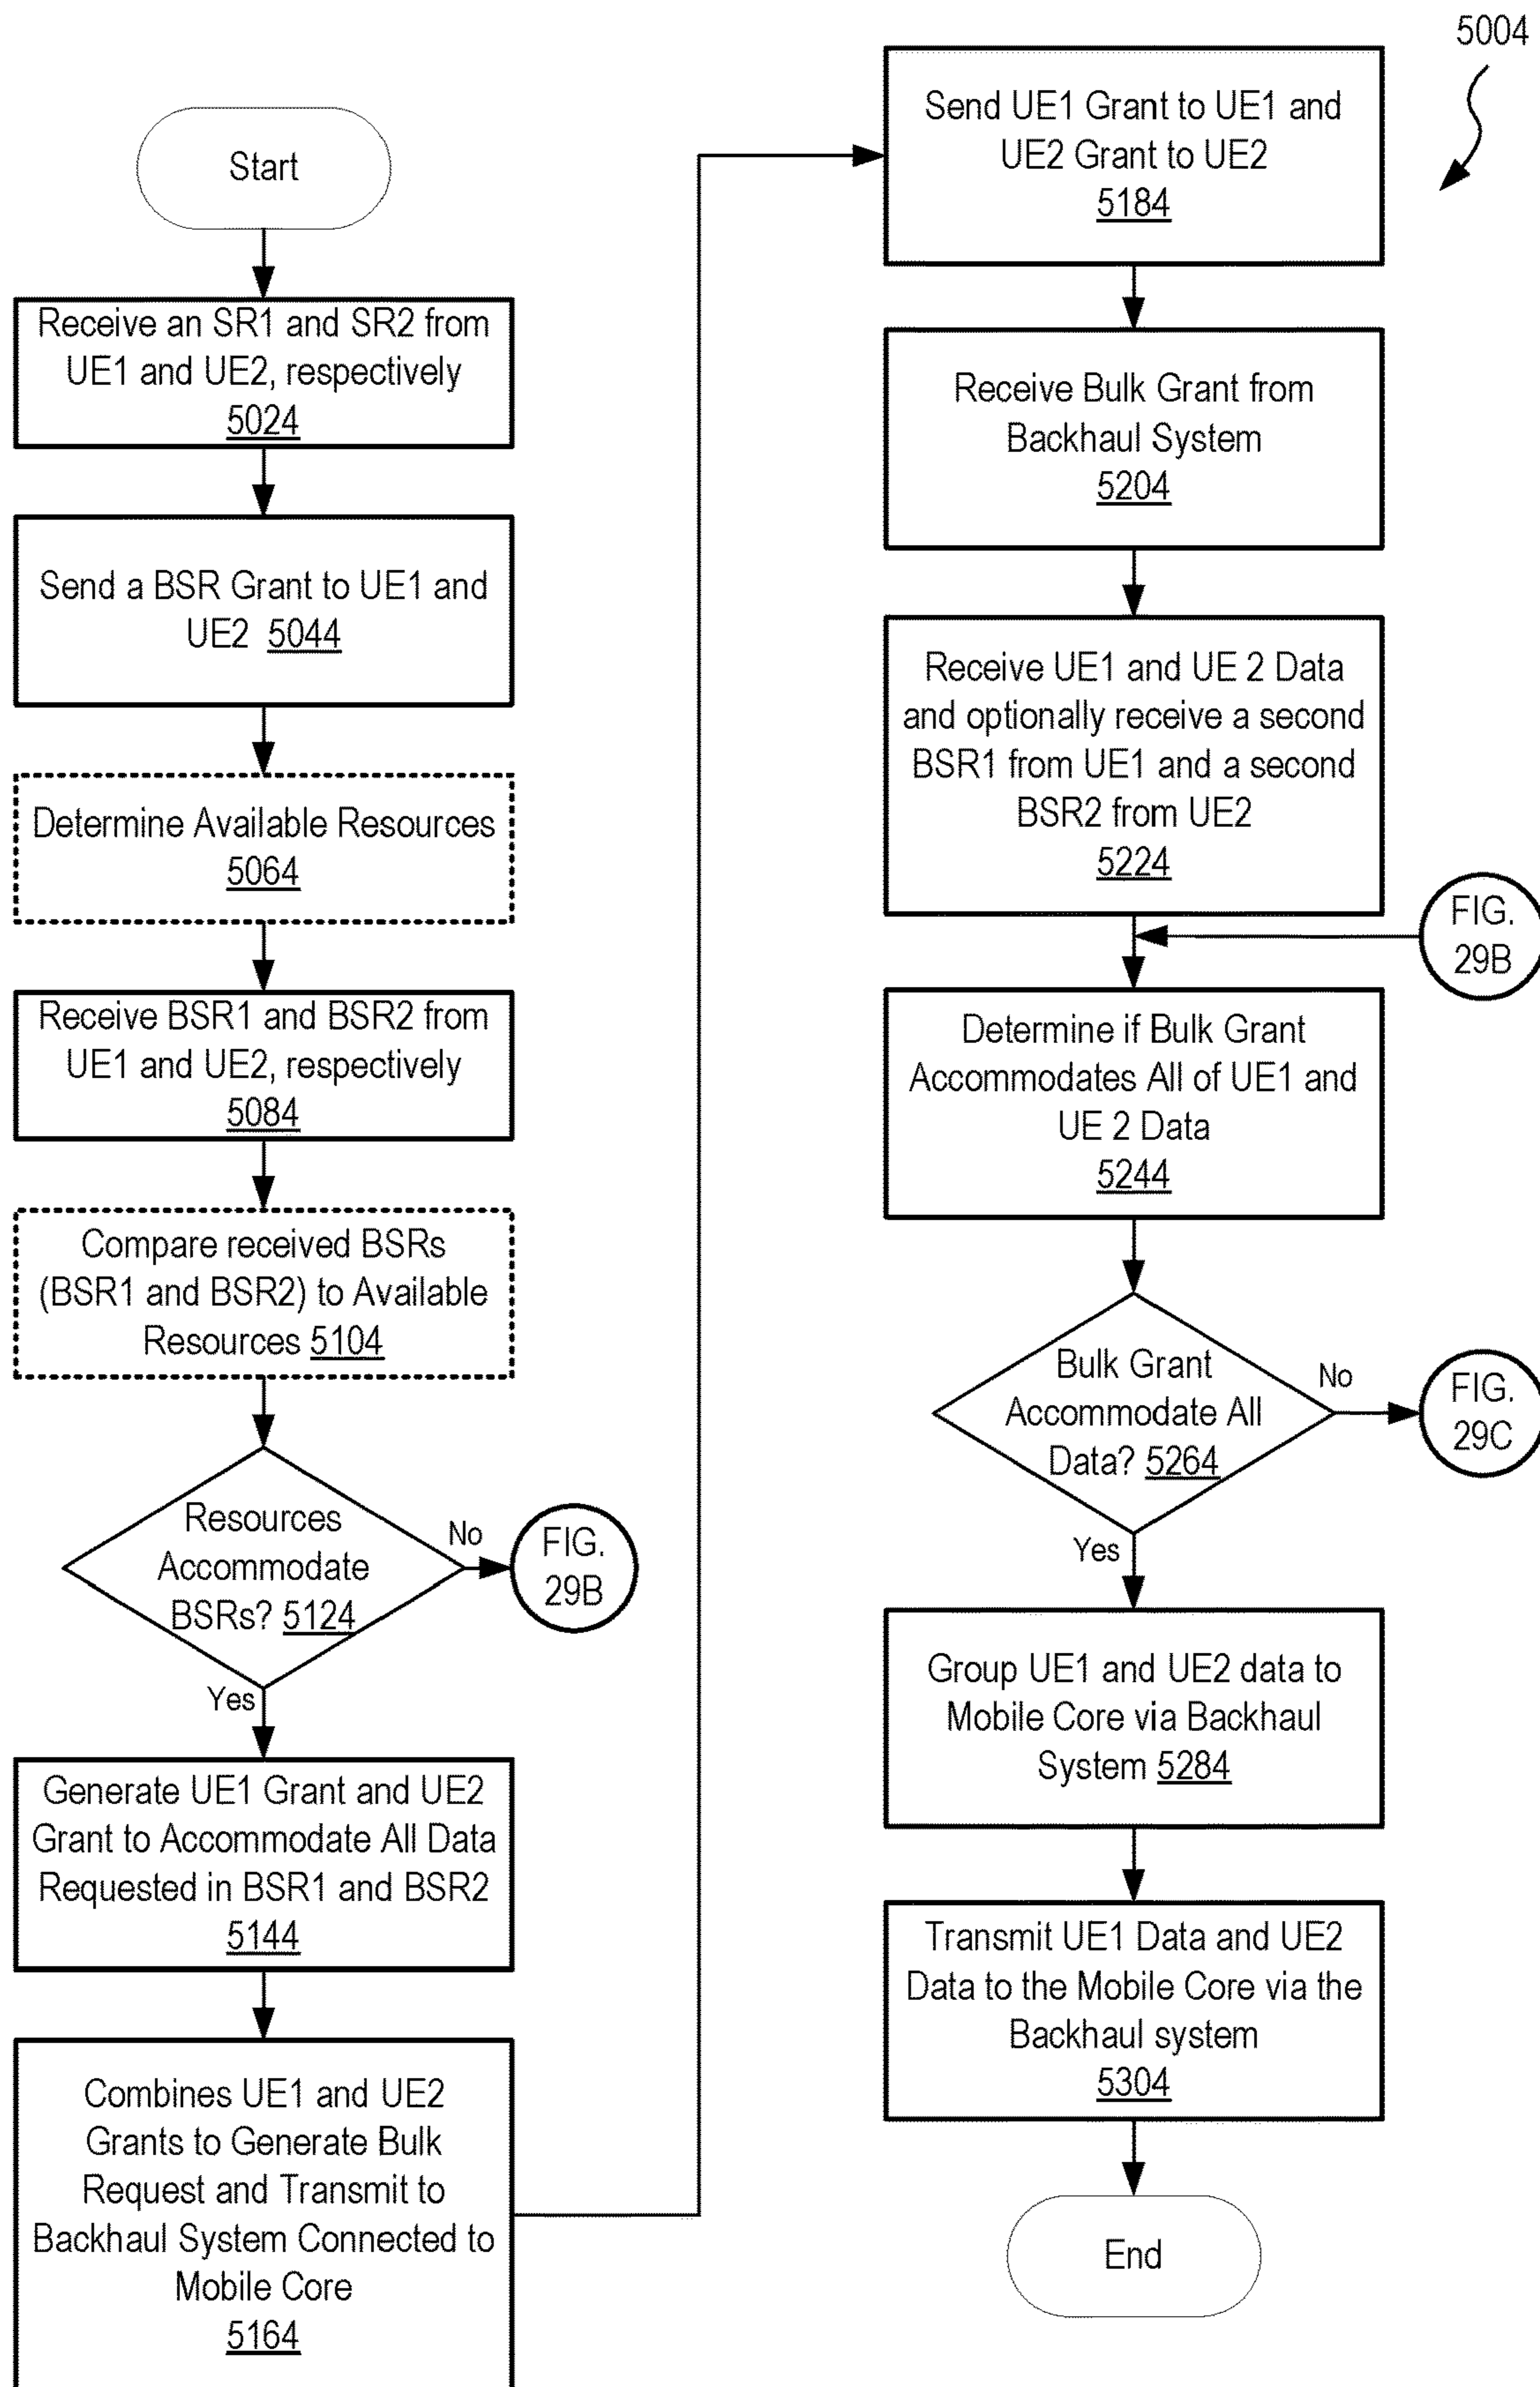 Start
Receive an SR1 and SR2 from
UE1 and UE2, respectively
5024
Send a BSR Grant to UE1 and
UE2 5044
Determine Available Resources
5064
Receive BSR1 and BSR2 from
UE1 and UE2, respectively
5084
Compare received BSRs
(BSR1 and BSR2) to Available
Resources 5104
Resources
Accommodate
BSRs? 5124
No
FIG.
29B
Yes
Generate UE1 Grant and UE2
Grant to Accommodate All Data
Requested in BSR1 and BSR2
5144
Combines UE1 and UE2
Grants to Generate Bulk
Request and Transmit to
Backhaul System Connected to
Mobile Core
5164
5004
Send UE1 Grant to UE1 and
UE2 Grant to UE2
5184
Receive Bulk Grant from
Backhaul System
5204
Receive UE1 and UE 2 Data
and optionally receive a second
BSR1 from UE1 and a second
BSR2 from UE2
5224
FIG.
29B
Determine if Bulk Grant
Accommodates All of UE1 and
UE 2 Data
5244
Bulk Grant
Accommodate All
Data? 5264
No
FIG.
29C
Yes
Group UE1 and UE2 data to
Mobile Core via Backhaul
System 5284
Transmit UE1 Data and UE2
Data to the Mobile Core via the
Backhaul system
5304
End